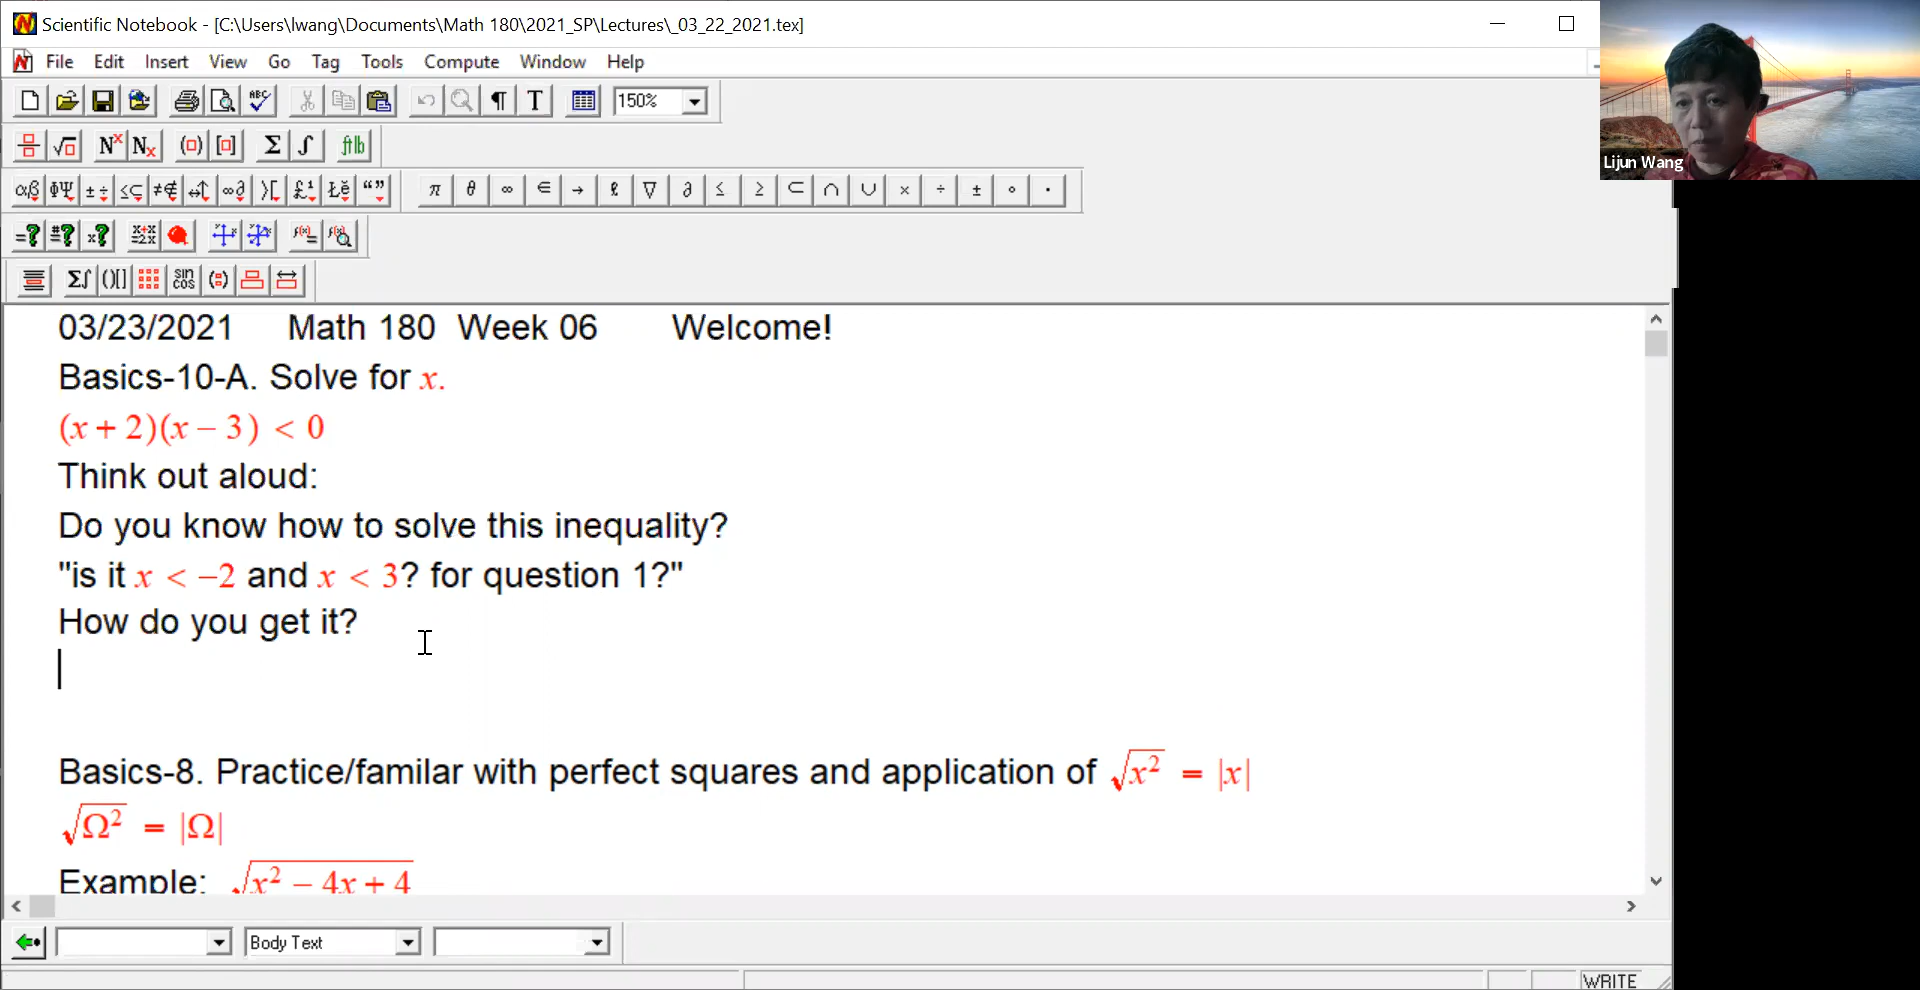 Scientific Notebook - [C:\Users\lwang\Documents\Math 180\2021_SP\Lectures\_03_22_2021.tex]
File Edit Insert View Go Tag Tools Compute Window Help
150%
Lijun Wang
03/23/2021 Math 180 Week 06 Welcome!
Basics-10-A. Solve for x.
(x + 2)(x − 3) < 0
Think out aloud:
Do you know how to solve this inequality?
"is it x < −2 and x < 3? for question 1?"
How do you get it?
Basics-8. Practice/familar with perfect squares and application of √x² = |x|
√Ω² = |Ω|
Example: √x² − 4x + 4
Body Text
WRITE